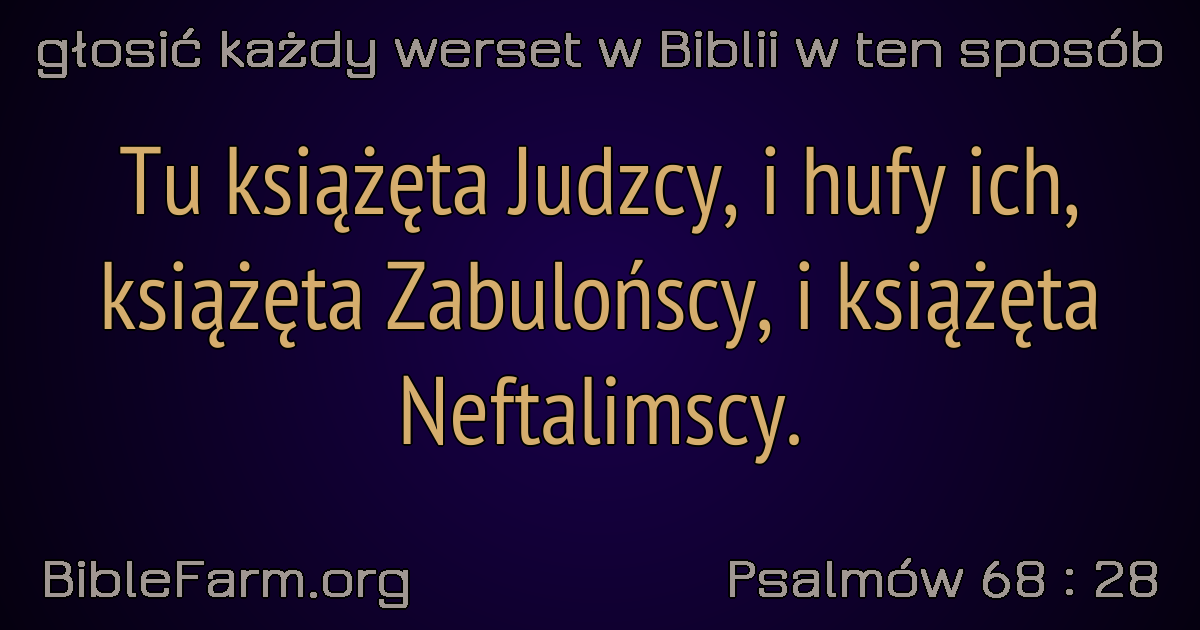 głosić każdy werset w Biblii w ten sposób
Tu książęta Judzcy, i hufy ich,
książęta Zabulońscy, i książęta
Neftalimscy.
BibleFarm.org
Psalmów 68 : 28